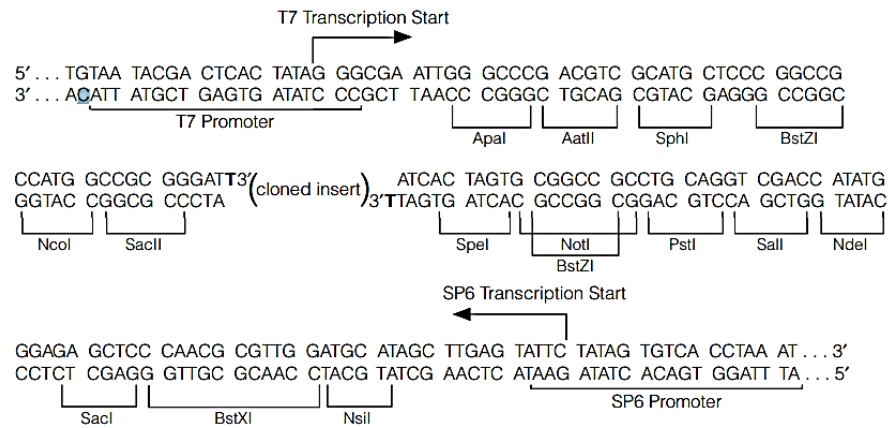 T7 Transcription Start
5′ . . . TGTAA TACGA CTCAC TATAG GGCGA ATTGG GCCCG ACGTC GCATG CTCCC GGCCG
3′ . . . ACATT ATGCT GAGTG ATATC CCGCT TAACC CGGGC TGCAG CGTAC GAGGG CCGGC
T7 Promoter
ApaI AatII SphI BstZI
CCATG GCCGC GGGATT3′ (cloned insert) ATCAC TAGTG CGGCC GCCTG CAGGT CGACC ATATG
GGTAC CGGCG CCCTA 3′TTAGTG ATCAC GCCGG CGGAC GTCCA GCTGG TATAC
NcoI SacII SpeI NotI PstI SalI NdeI
BstZI
SP6 Transcription Start
GGAGA GCTCC CAACG CGTTG GATGC ATAGC TTGAG TATTC TATAG TGTCA CCTAA AT . . . 3′
CCTCT CGAGG GTTGC GCAAC CTACG TATCG AACTC ATAAG ATATC ACAGT GGATT TA . . . 5′
SacI BstXI NsiI SP6 Promoter